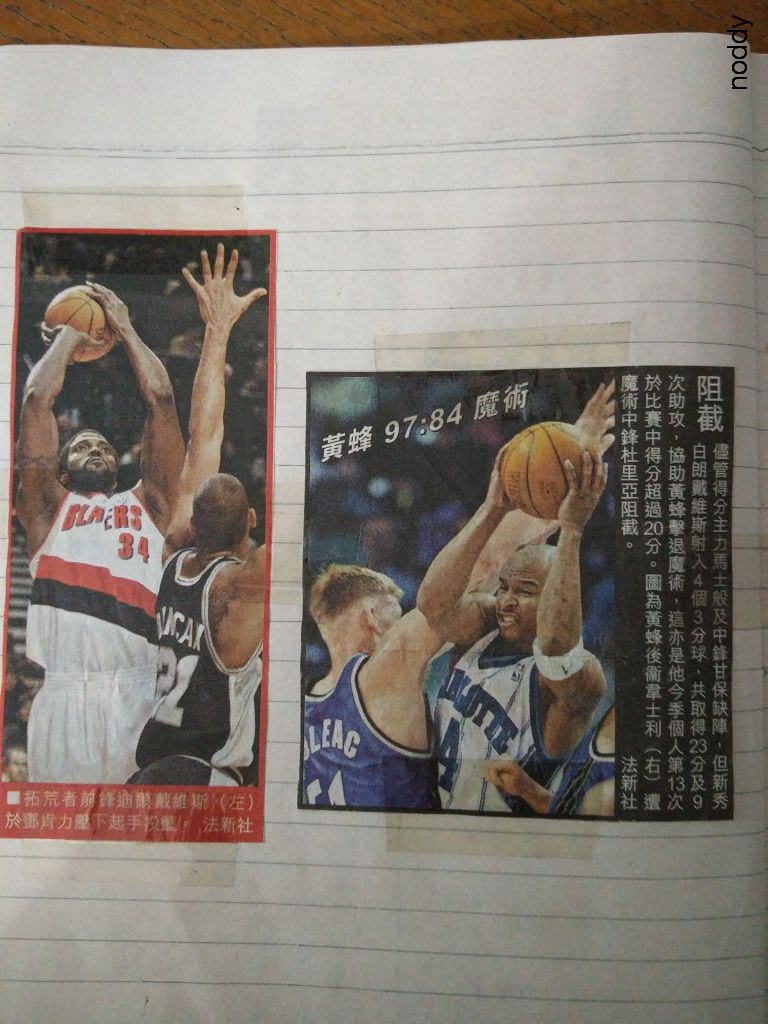 noddy
BLAZERS
34
DUNCAN
21
■拓荒者前鋒迪爾戴維斯（左）
於鄧肯力壓下起手投籃。 法新社
黃蜂 97:84 魔術
阻截 儘管得分主力馬士般及中鋒甘保缺陣，但新秀
白朗戴維斯射入4個3分球，共取得23分及9
次助攻，協助黃蜂擊退魔術，這亦是他今季個人第13次
於比賽中得分超過20分。圖為黃蜂後衞韋士利（右）遭
魔術中鋒杜里亞阻截。 法新社
LEAC